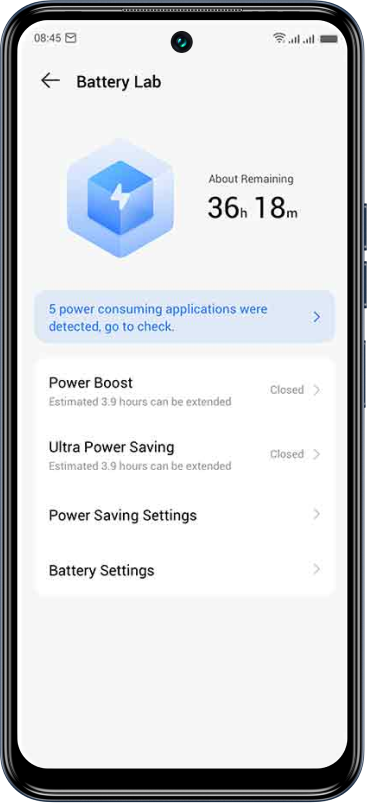 08:45
Battery Lab
About Remaining
36h 18m
5 power consuming applications were
detected, go to check.
Power Boost
Closed
Estimated 3.9 hours can be extended
Ultra Power Saving
Closed
Estimated 3.9 hours can be extended
Power Saving Settings
Battery Settings